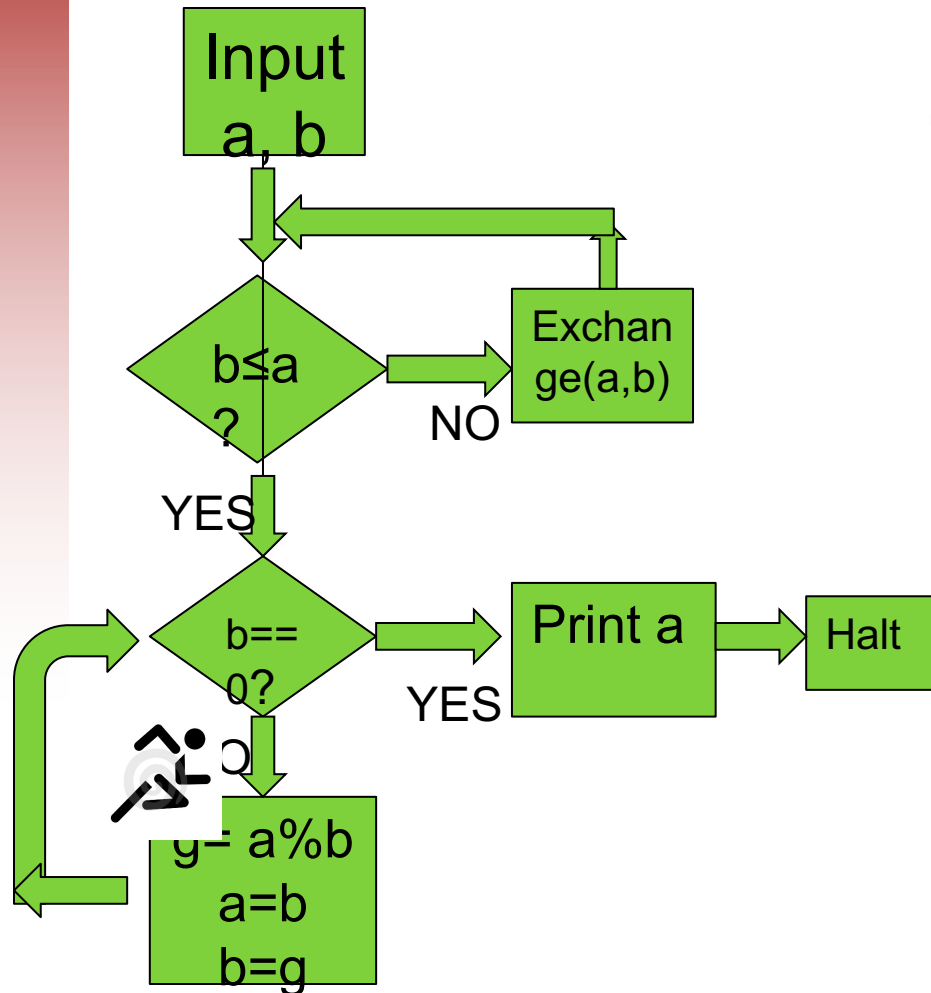 Input
a, b
b≤a
?
NO
Exchan
ge(a,b)
YES
b==
0?
YES
Print a
Halt
O
g= a%b
a=b
b=g